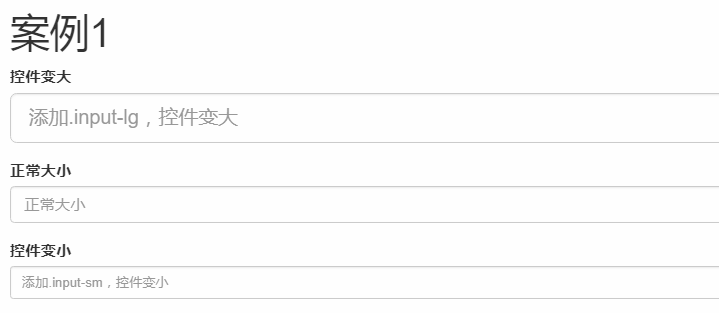 案例1
控件变大
添加.input-lg，控件变大
正常大小
正常大小
控件变小
添加.input-sm，控件变小